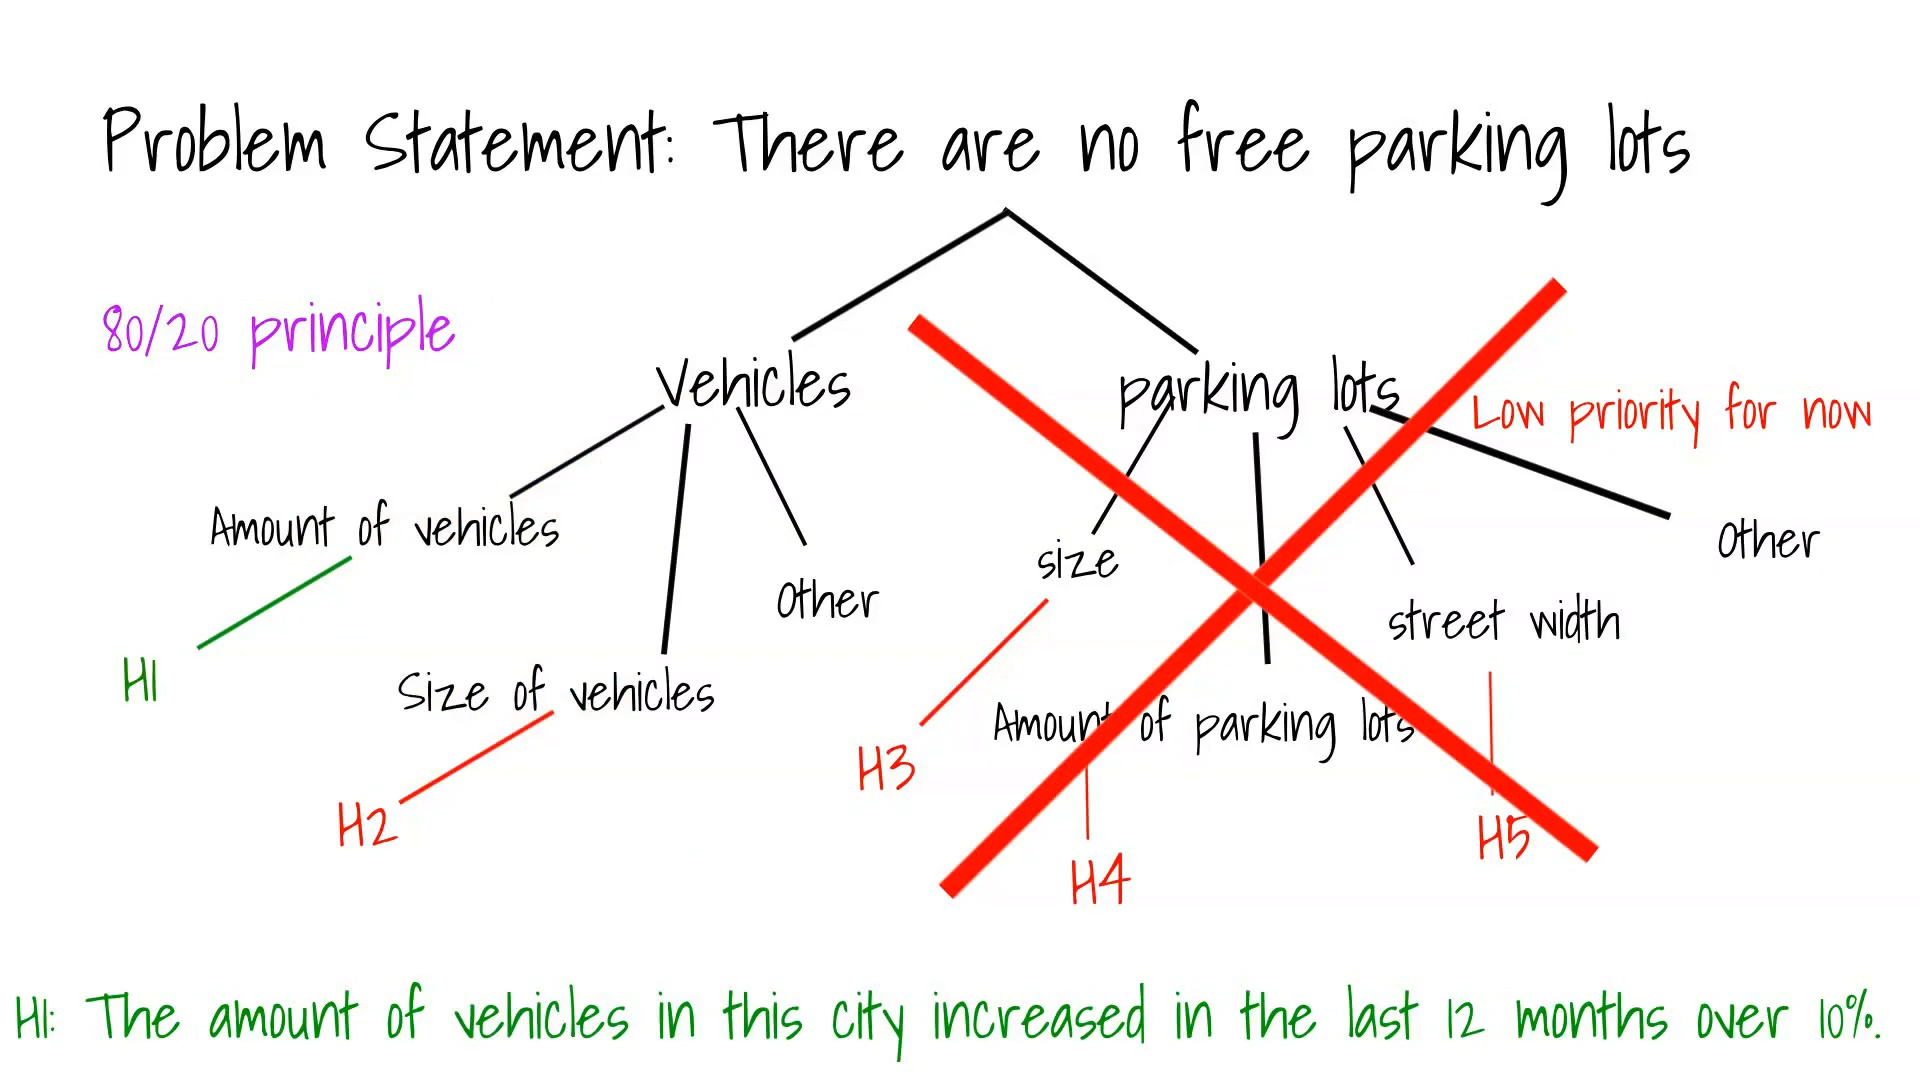 Problem Statement: There are no free parking lots
80/20 principle
Vehicles
parking lots
Low priority for now
Amount of vehicles
size
Other
Other
street width
H1
Size of vehicles
Amount of parking lots
H2
H3
H4
H5
H1: The amount of vehicles in this city increased in the last 12 months over 10%.